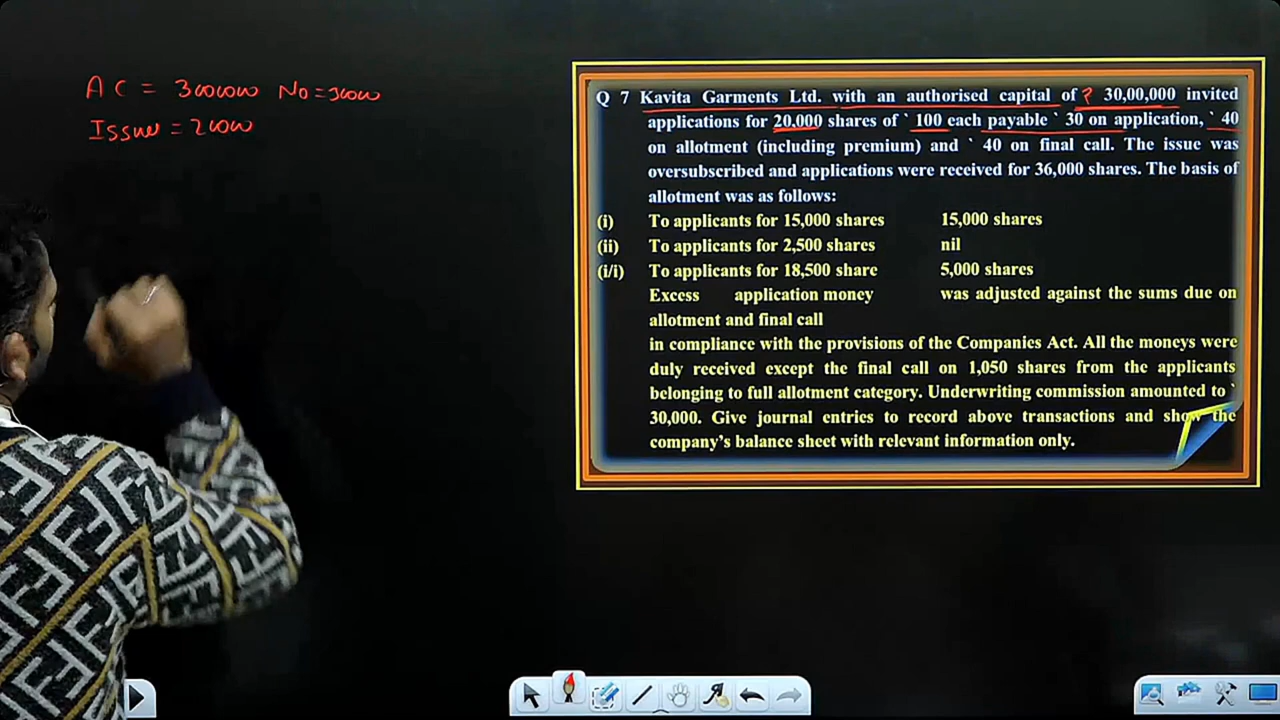 AC = 3000000 No = 30000
Issue = 20000
Q 7 Kavita Garments Ltd. with an authorised capital of ₹ 30,00,000 invited
applications for 20,000 shares of ` 100 each payable ` 30 on application, ` 40
on allotment (including premium) and ` 40 on final call. The issue was
oversubscribed and applications were received for 36,000 shares. The basis of
allotment was as follows:
(i) To applicants for 15,000 shares 15,000 shares
(ii) To applicants for 2,500 shares nil
(i/i) To applicants for 18,500 share 5,000 shares
Excess application money was adjusted against the sums due on
allotment and final call
in compliance with the provisions of the Companies Act. All the moneys were
duly received except the final call on 1,050 shares from the applicants
belonging to full allotment category. Underwriting commission amounted to `
30,000. Give journal entries to record above transactions and show the
company's balance sheet with relevant information only.